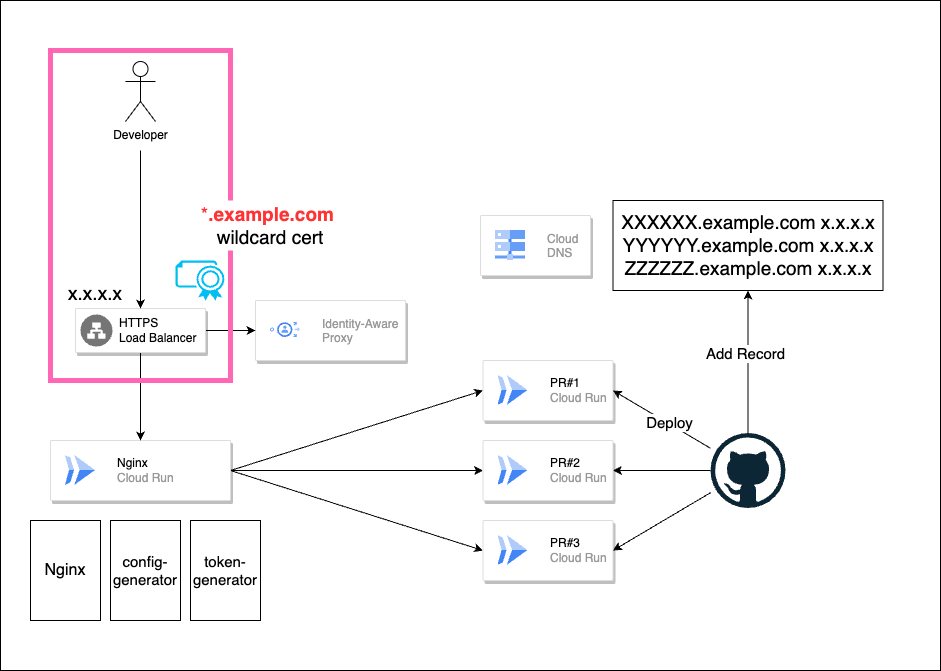 Developer
*.example.com
wildcard cert
x.x.x.x
HTTPS
Load Balancer
Identity-Aware
Proxy
Cloud
DNS
XXXXXX.example.com x.x.x.x
YYYYYY.example.com x.x.x.x
ZZZZZZ.example.com x.x.x.x
Add Record
Nginx
Cloud Run
PR#1
Cloud Run
Deploy
PR#2
Cloud Run
PR#3
Cloud Run
Nginx
config-
generator
token-
generator